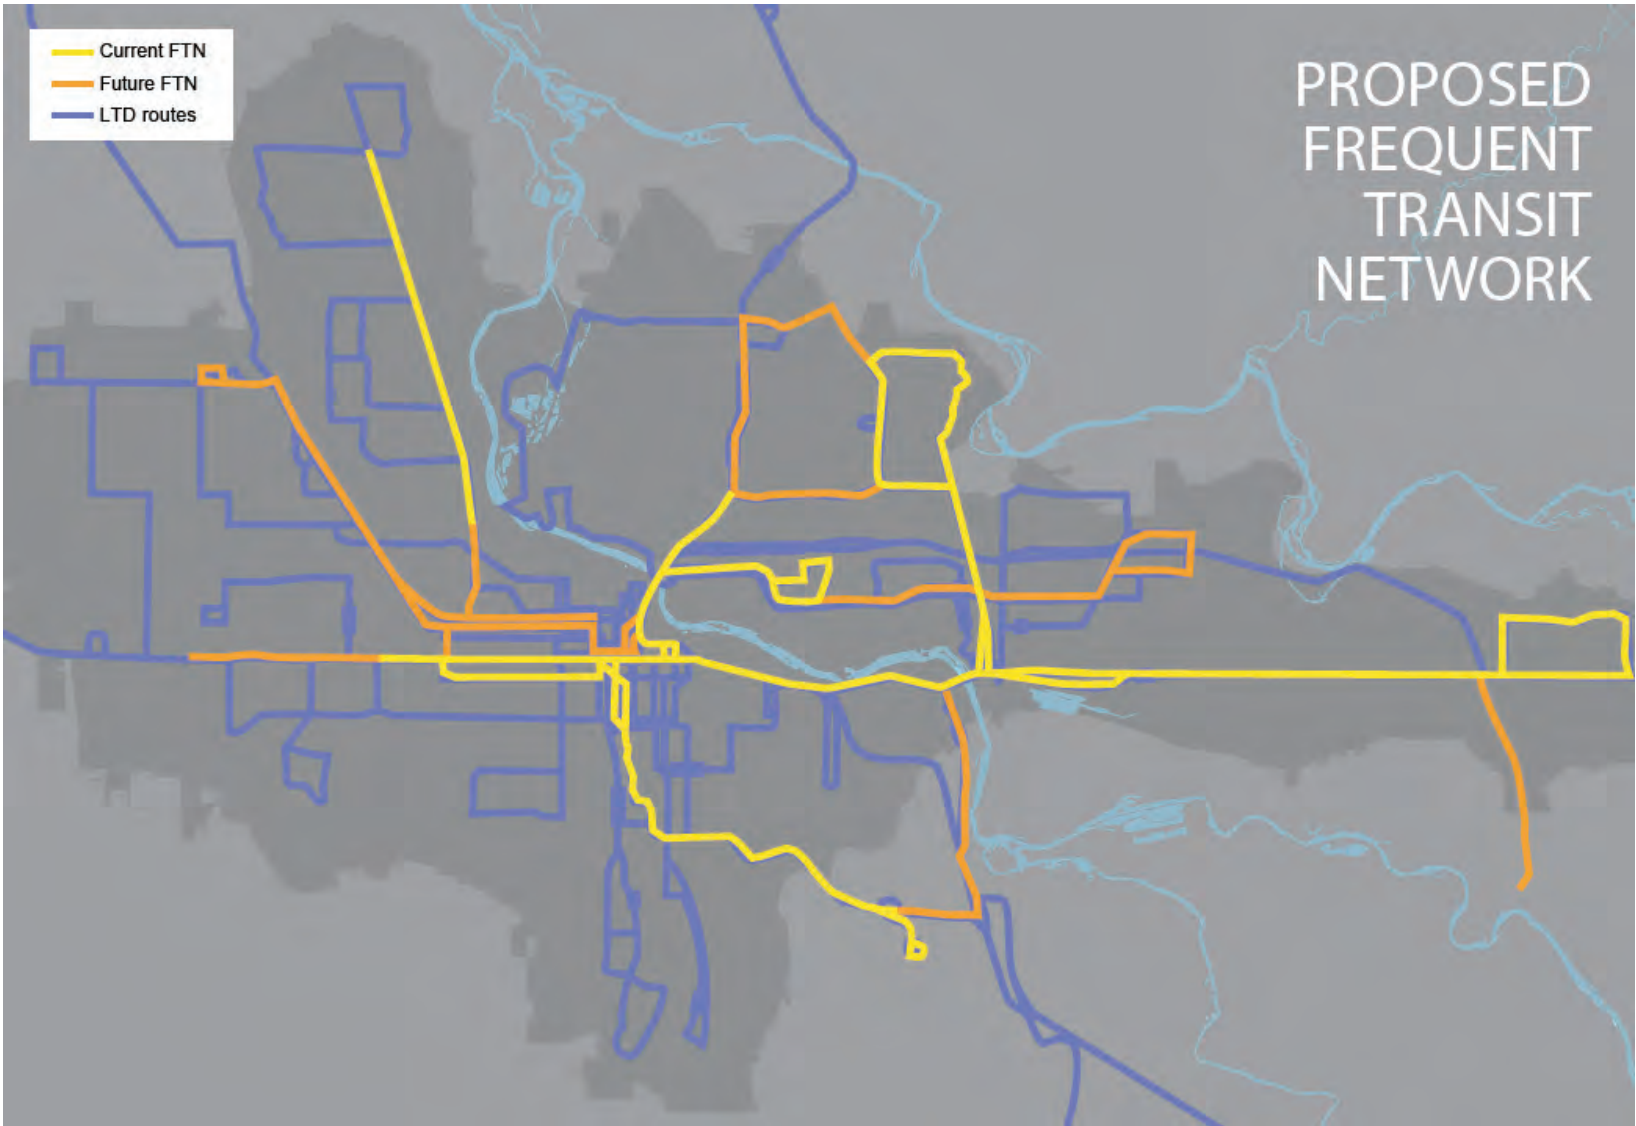 Current FTN
Future FTN
LTD routes
PROPOSED
FREQUENT
TRANSIT
NETWORK